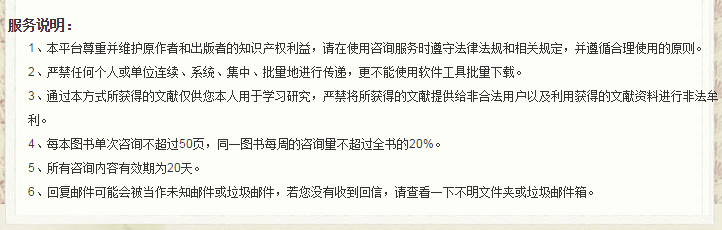 服务说明：
1、本平台尊重并维护原作者和出版者的知识产权利益，请在使用咨询服务时遵守法律法规和相关规定，并遵循合理使用的原则。
2、严禁任何个人或单位连续、系统、集中、批量地进行传递，更不能使用软件工具批量下载。
3、通过本方式所获得的文献仅供您本人用于学习研究，严禁将所获得的文献提供给非合法用户以及利用获得的文献资料进行非法牟
利。
4、每本图书单次咨询不超过50页，同一图书每周的咨询量不超过全书的20%。
5、所有咨询内容有效期为20天。
6、回复邮件可能会被当作未知邮件或垃圾邮件，若您没有收到回信，请查看一下不明文件夹或垃圾邮件箱。